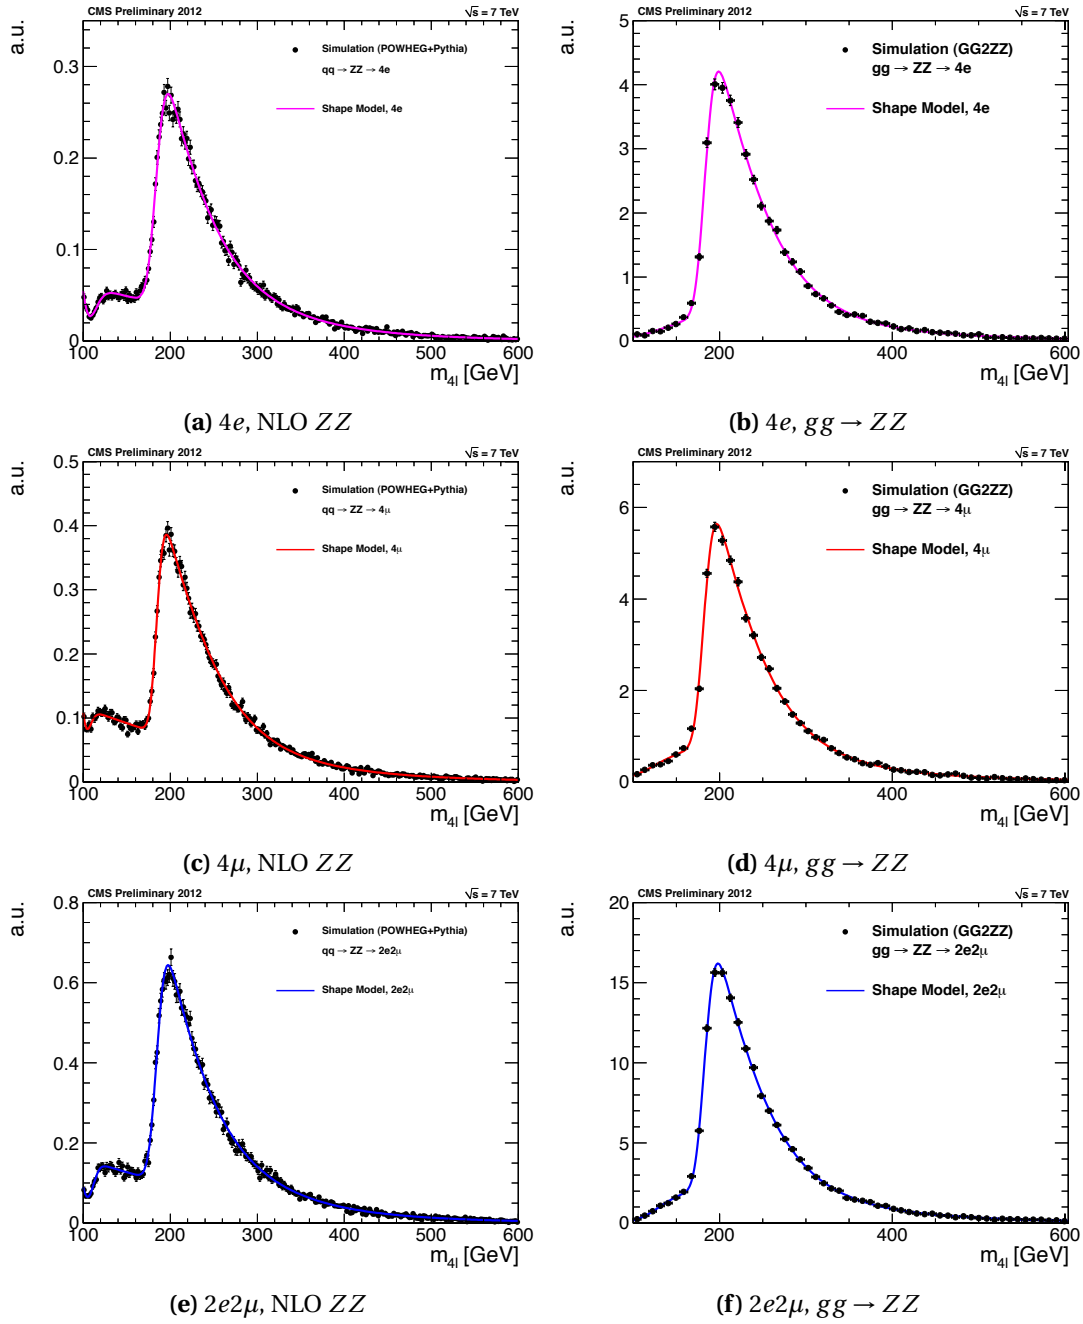 CMS Preliminary 2012 √s = 7 TeV
a.u.
Simulation (POWHEG+Pythia)
qq → ZZ → 4e
Shape Model, 4e
0.3
0.2
0.1
0
100 200 300 400 500 600
m4l [GeV]
(a) 4e, NLO ZZ
CMS Preliminary 2012 √s = 7 TeV
a.u.
Simulation (GG2ZZ)
gg → ZZ → 4e
Shape Model, 4e
5
4
3
2
1
0
200 400 600
m4l [GeV]
(b) 4e, gg → ZZ
CMS Preliminary 2012 √s = 7 TeV
a.u.
Simulation (POWHEG+Pythia)
qq → ZZ → 4μ
Shape Model, 4μ
0.5
0.4
0.3
0.2
0.1
0
100 200 300 400 500 600
m4l [GeV]
(c) 4μ, NLO ZZ
CMS Preliminary 2012 √s = 7 TeV
a.u.
Simulation (GG2ZZ)
gg → ZZ → 4μ
Shape Model, 4μ
6
4
2
0
200 400 600
m4l [GeV]
(d) 4μ, gg → ZZ
CMS Preliminary 2012 √s = 7 TeV
a.u.
Simulation (POWHEG+Pythia)
qq → ZZ → 2e2μ
Shape Model, 2e2μ
0.8
0.6
0.4
0.2
0
100 200 300 400 500 600
m4l [GeV]
(e) 2e2μ, NLO ZZ
CMS Preliminary 2012 √s = 7 TeV
a.u.
Simulation (GG2ZZ)
gg → ZZ → 2e2μ
Shape Model, 2e2μ
20
15
10
5
0
200 400 600
m4l [GeV]
(f) 2e2μ, gg → ZZ